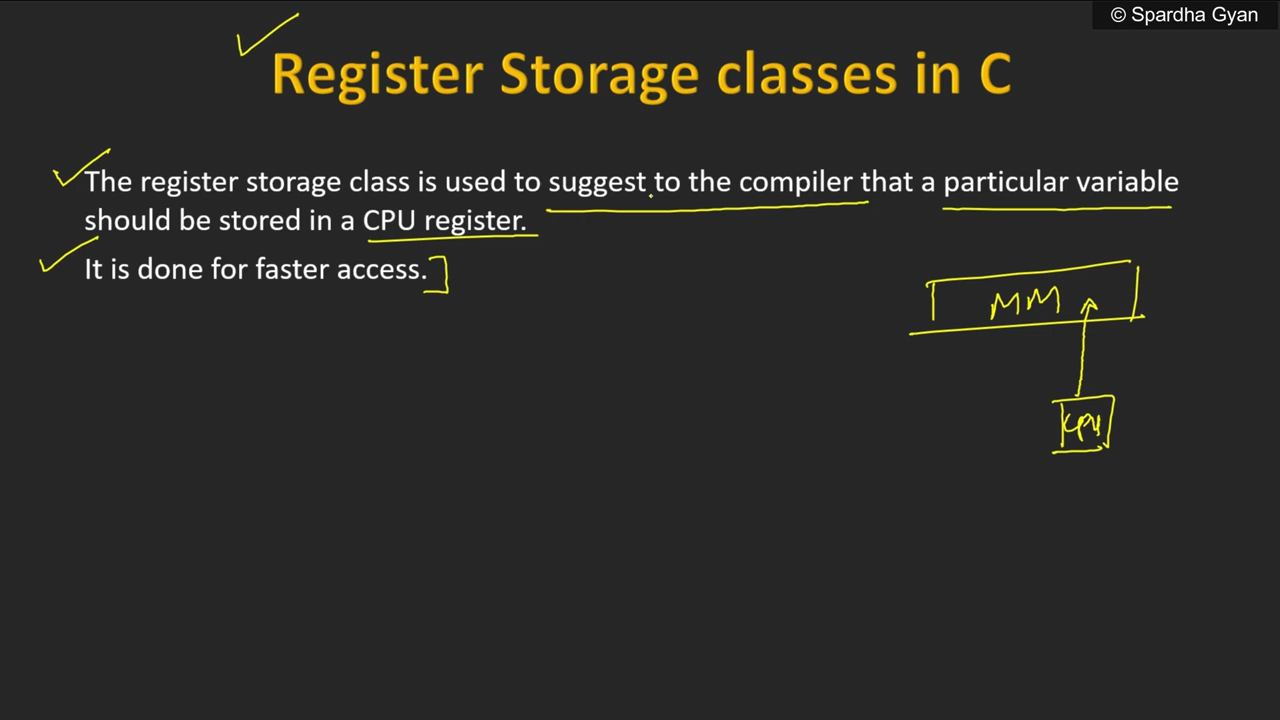 © Spardha Gyan
Register Storage classes in C
The register storage class is used to suggest to the compiler that a particular variable
should be stored in a CPU register.
It is done for faster access.
MM
CPU